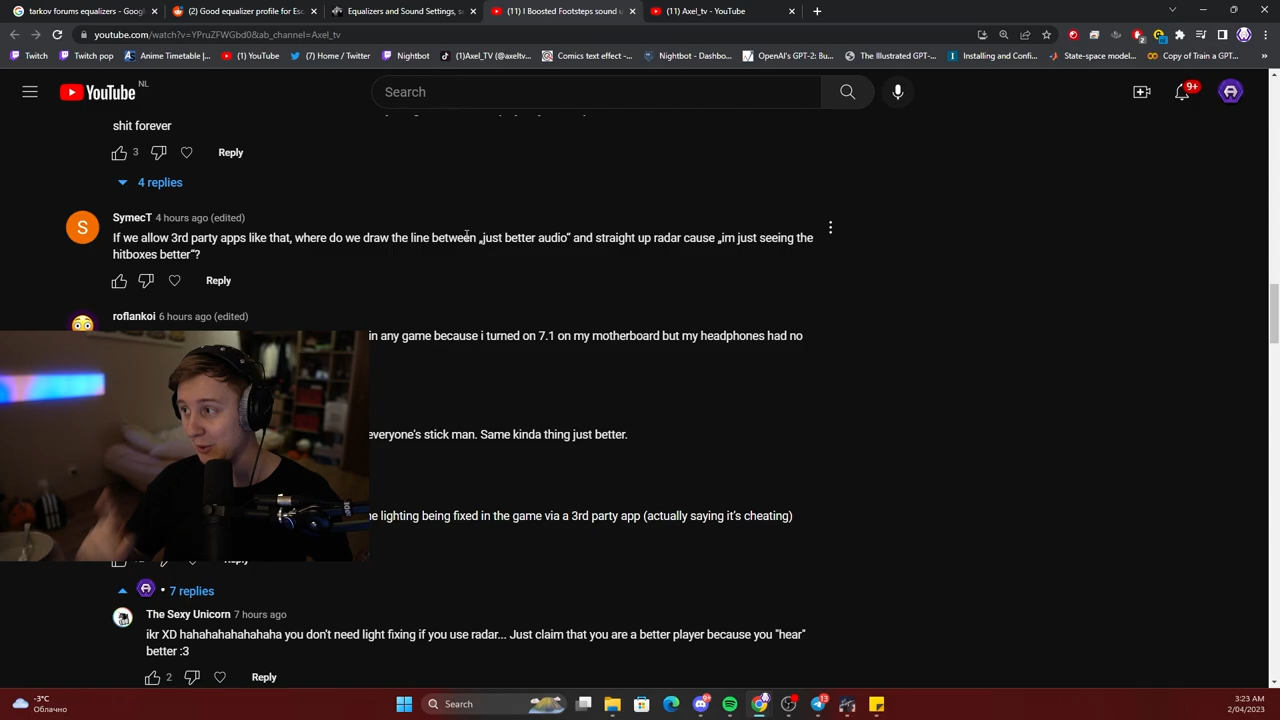 tarkov forums equalizers - Googl
(2) Good equalizer profile for Esc
Equalizers and Sound Settings, s
(11) I Boosted Footsteps sound u
(11) Axel_tv - YouTube
youtube.com/watch?v=YPruZFWGbd0&ab_channel=Axel_tv
Twitch
Twitch pop
Anime Timetable |...
(1) YouTube
(7) Home / Twitter
Nightbot
(1)Axel_TV (@axeltv...
Comics text effect -...
Nightbot - Dashbo...
OpenAI's GPT-2: Bu...
The Illustrated GPT-...
Installing and Confi...
State-space model...
Copy of Train a GPT...
YouTube NL
Search
9+
shit forever
3 Reply
4 replies
SymecT 4 hours ago (edited)
If we allow 3rd party apps like that, where do we draw the line between „just better audio“ and straight up radar cause „im just seeing the
hitboxes better“?
Reply
roflankoi 6 hours ago (edited)
in any game because i turned on 7.1 on my motherboard but my headphones had no
everyone's stick man. Same kinda thing just better.
lighting being fixed in the game via a 3rd party app (actually saying it's cheating)
• 7 replies
The Sexy Unicorn 7 hours ago
ikr XD hahahahahahahaha you don't need light fixing if you use radar... Just claim that you are a better player because you "hear"
better :3
2 Reply
-3°C
Облачно
Search
3:23 AM
2/04/2023